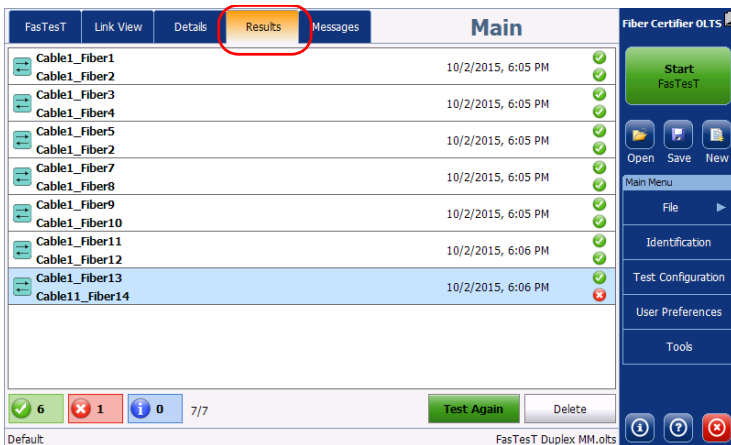 FasTesT Link View Details Results Messages Main Fiber Certifier OLTS
Cable1_Fiber1
Cable1_Fiber2
10/2/2015, 6:05 PM
Cable1_Fiber3
Cable1_Fiber4
10/2/2015, 6:05 PM
Cable1_Fiber5
Cable1_Fiber2
10/2/2015, 6:05 PM
Cable1_Fiber7
Cable1_Fiber8
10/2/2015, 6:05 PM
Cable1_Fiber9
Cable1_Fiber10
10/2/2015, 6:05 PM
Cable1_Fiber11
Cable1_Fiber12
10/2/2015, 6:06 PM
Cable1_Fiber13
Cable11_Fiber14
10/2/2015, 6:06 PM
6 1 0 7/7 Test Again Delete
Default FasTesT Duplex MM.olts
Start
FasTesT
Open Save New
Main Menu
File
Identification
Test Configuration
User Preferences
Tools